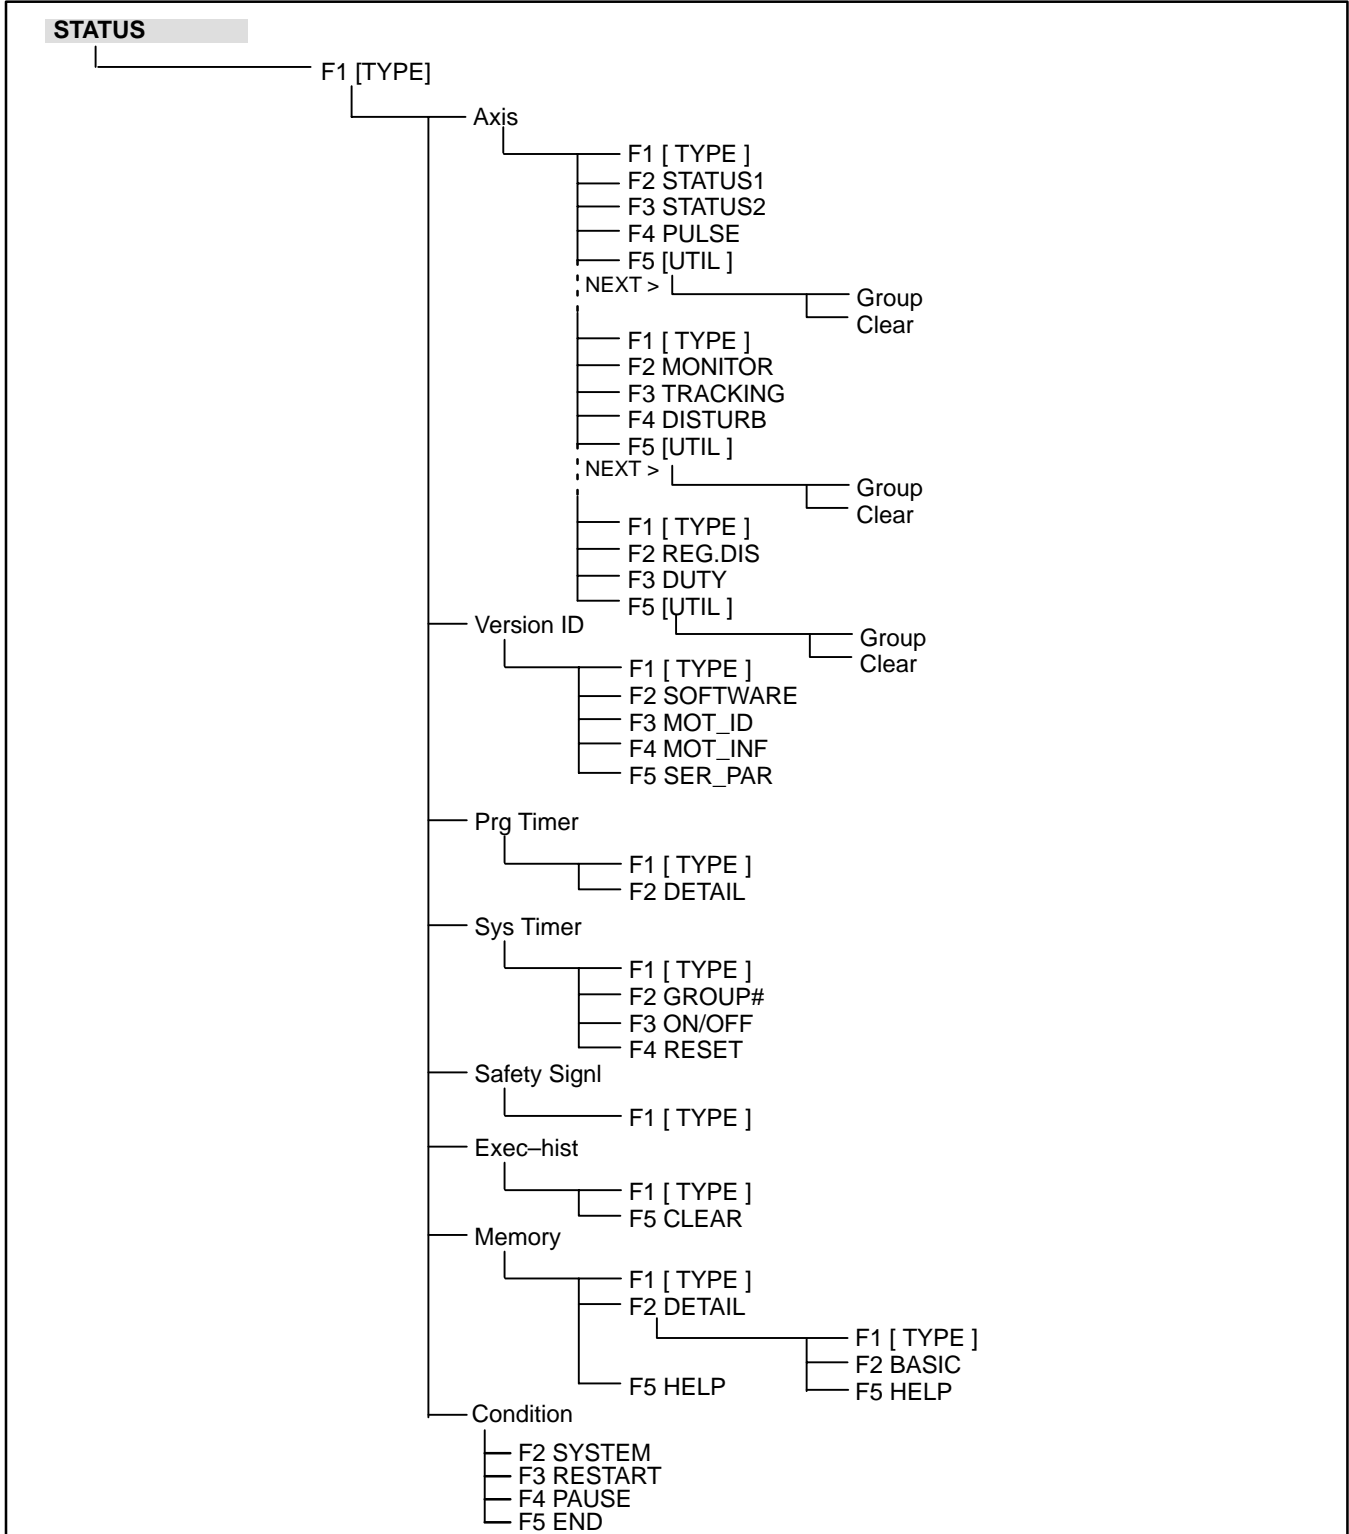 STATUS
F1 [TYPE]
Axis
F1 [ TYPE ]
F2 STATUS1
F3 STATUS2
F4 PULSE
F5 [UTIL ]
NEXT >
Group
Clear
F1 [ TYPE ]
F2 MONITOR
F3 TRACKING
F4 DISTURB
F5 [UTIL ]
NEXT >
Group
Clear
F1 [ TYPE ]
F2 REG.DIS
F3 DUTY
F5 [UTIL ]
Group
Clear
Version ID
F1 [ TYPE ]
F2 SOFTWARE
F3 MOT_ID
F4 MOT_INF
F5 SER_PAR
Prg Timer
F1 [ TYPE ]
F2 DETAIL
Sys Timer
F1 [ TYPE ]
F2 GROUP#
F3 ON/OFF
F4 RESET
Safety Signl
F1 [ TYPE ]
Exec–hist
F1 [ TYPE ]
F5 CLEAR
Memory
F1 [ TYPE ]
F2 DETAIL
F1 [ TYPE ]
F2 BASIC
F5 HELP
F5 HELP
Condition
F2 SYSTEM
F3 RESTART
F4 PAUSE
F5 END